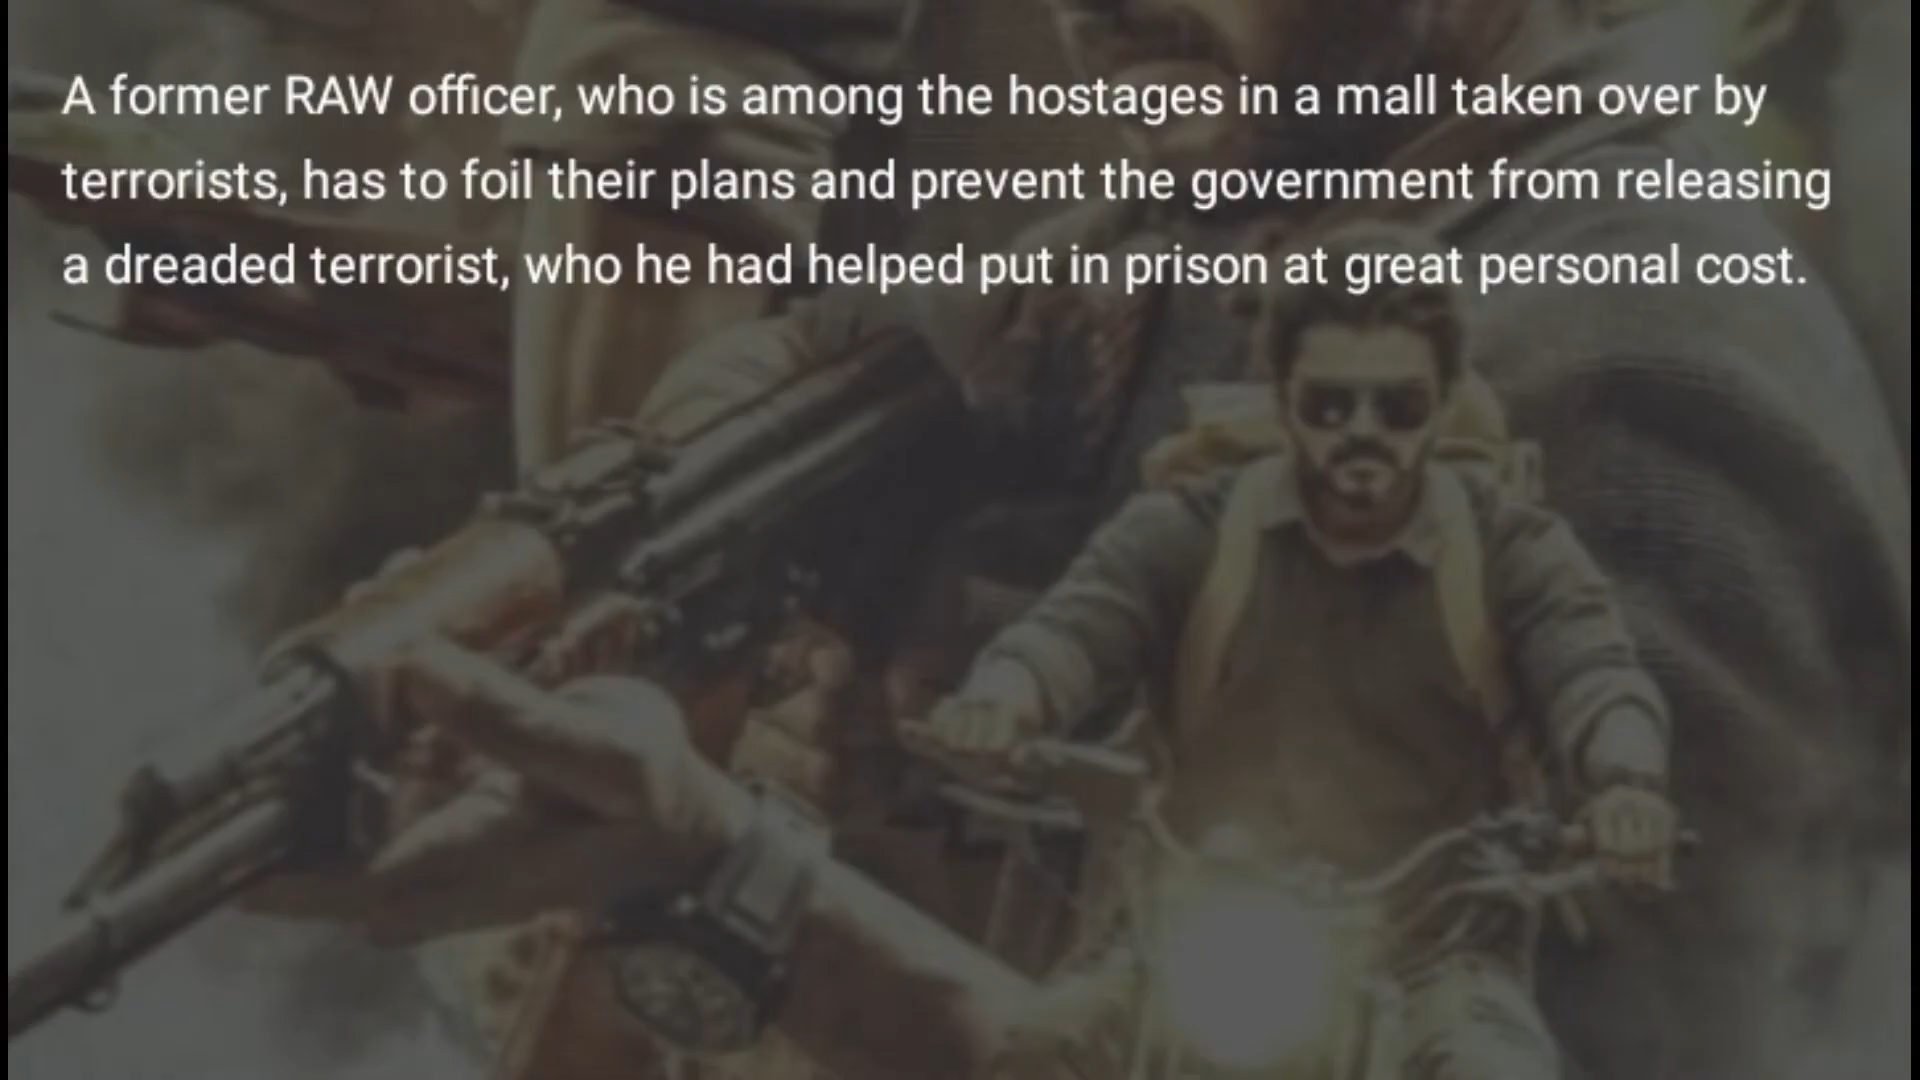 A former RAW officer, who is among the hostages in a mall taken over by
terrorists, has to foil their plans and prevent the government from releasing
a dreaded terrorist, who he had helped put in prison at great personal cost.